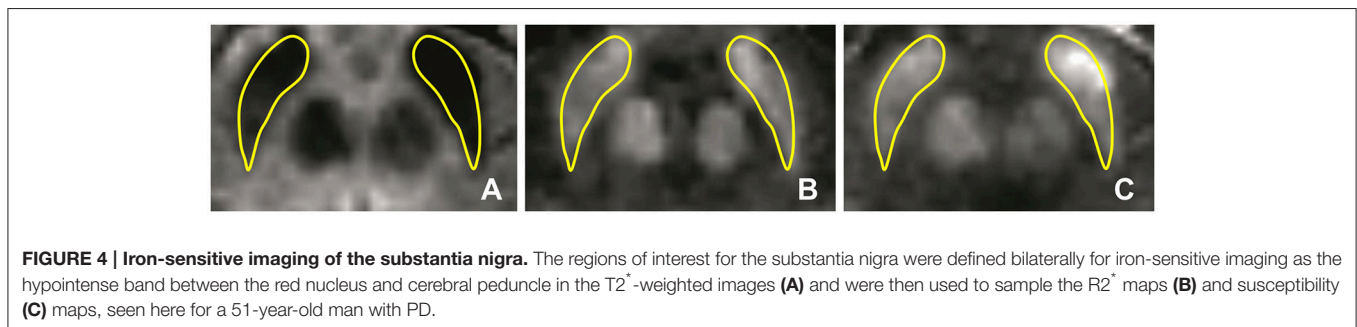 A
B
C
FIGURE 4 | Iron-sensitive imaging of the substantia nigra. The regions of interest for the substantia nigra were defined bilaterally for iron-sensitive imaging as the
hypointense band between the red nucleus and cerebral peduncle in the T2*-weighted images (A) and were then used to sample the R2* maps (B) and susceptibility
(C) maps, seen here for a 51-year-old man with PD.